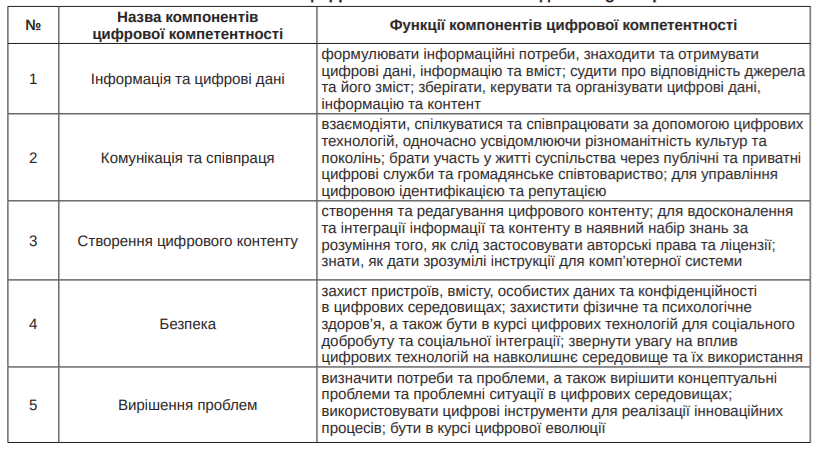 №
Назва компонентів
цифрової компетентності
Функції компонентів цифрової компетентності
1
Інформація та цифрові дані
формулювати інформаційні потреби, знаходити та отримувати
цифрові дані, інформацію та вміст; судити про відповідність джерела
та його зміст; зберігати, керувати та організувати цифрові дані,
інформацію та контент
2
Комунікація та співпраця
взаємодіяти, спілкуватися та співпрацювати за допомогою цифрових
технологій, одночасно усвідомлюючи різноманітність культур та
поколінь; брати участь у житті суспільства через публічні та приватні
цифрові служби та громадянське співтовариство; для управління
цифровою ідентифікацією та репутацією
3
Створення цифрового контенту
створення та редагування цифрового контенту; для вдосконалення
та інтеграції інформації та контенту в наявний набір знань за
розуміння того, як слід застосовувати авторські права та ліцензії;
знати, як дати зрозумілі інструкції для комп’ютерної системи
4
Безпека
захист пристроїв, вмісту, особистих даних та конфіденційності
в цифрових середовищах; захистити фізичне та психологічне
здоров’я, а також бути в курсі цифрових технологій для соціального
добробуту та соціальної інтеграції; звернути увагу на вплив
цифрових технологій на навколишнє середовище та їх використання
5
Вирішення проблем
визначити потреби та проблеми, а також вирішити концептуальні
проблеми та проблемні ситуації в цифрових середовищах;
використовувати цифрові інструменти для реалізації інноваційних
процесів; бути в курсі цифрової еволюції